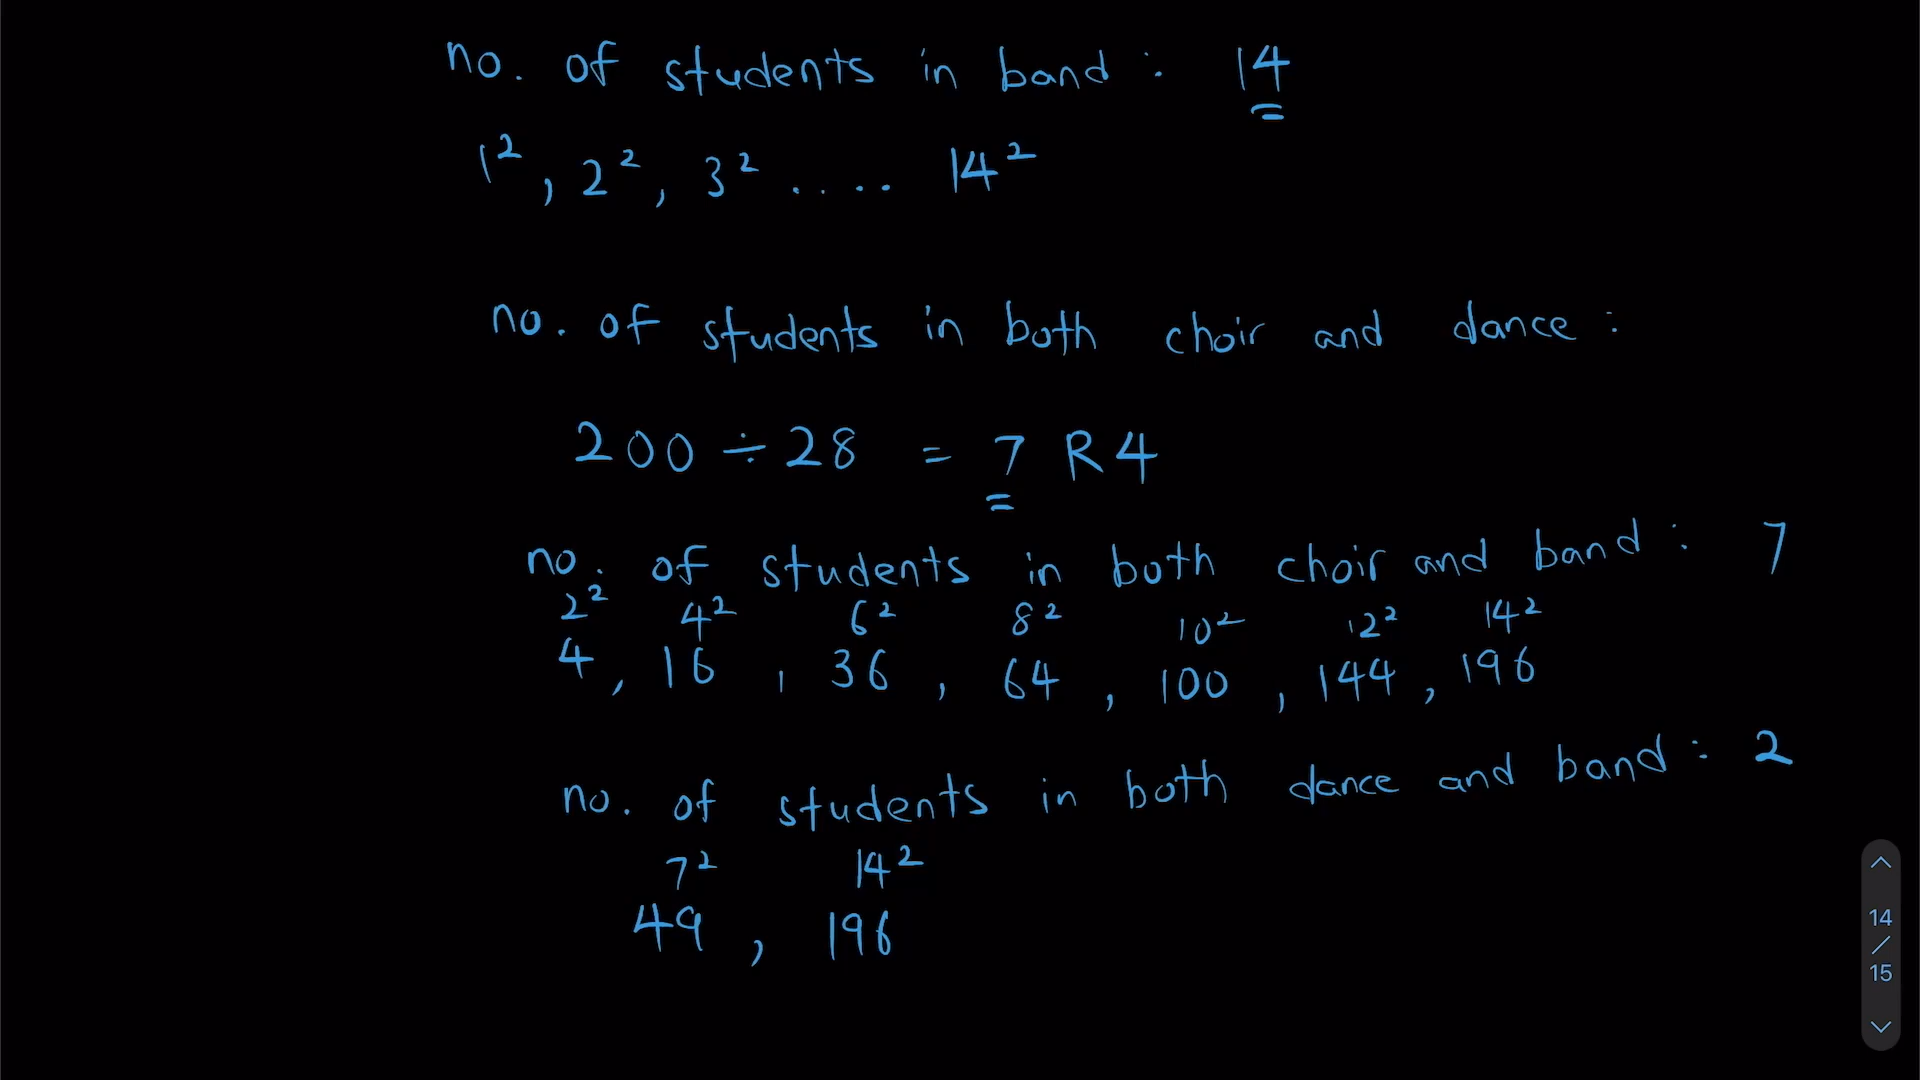 no. of students in band : 14
1², 2², 3² .... 14²
no. of students in both choir and dance :
200 ÷ 28 = 7 R4
no. of students in both choir and band : 7
2² 4² 6² 8² 10² 12² 14²
4, 16, 36, 64, 100, 144, 196
no. of students in both dance and band : 2
7² 14²
49, 196
14
/
15